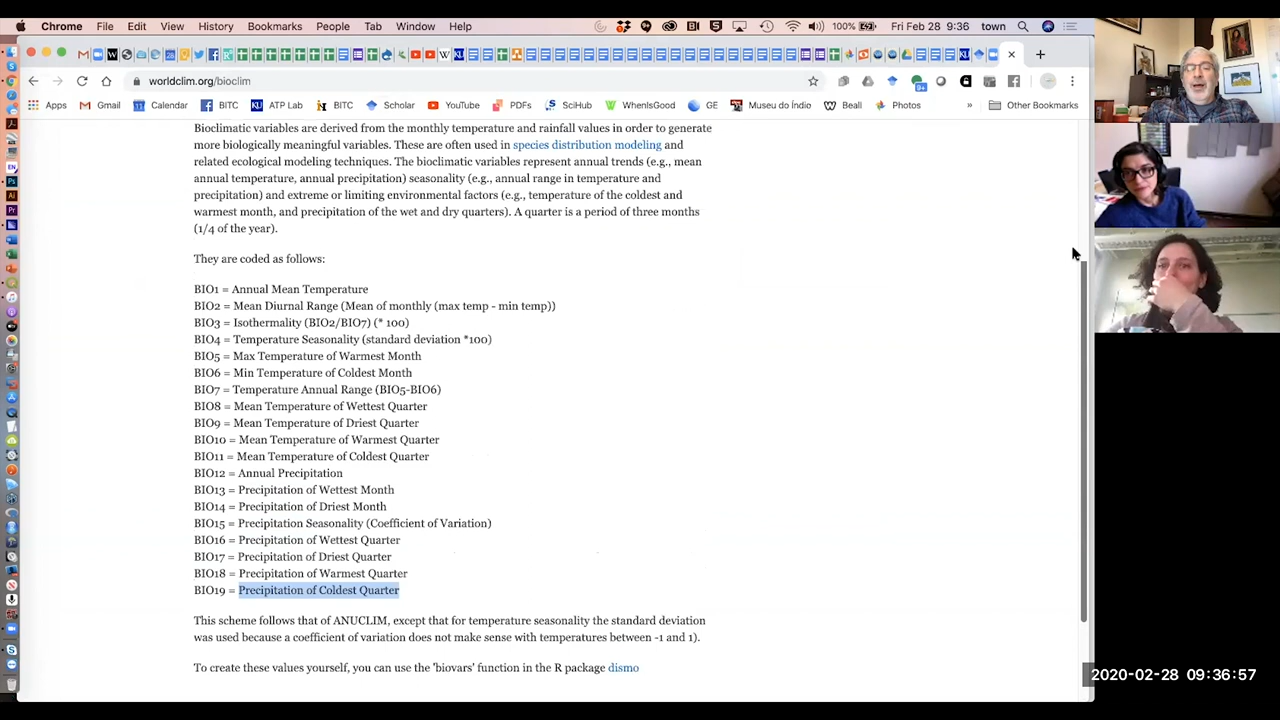 Chrome File Edit View History Bookmarks People Tab Window Help 100% Fri Feb 28 9:36 town
worldclim.org/bioclim
Apps Gmail Calendar BITC ATP Lab BITC Scholar YouTube PDFs SciHub WhenIsGood GE Museu do Índio Beall Photos » Other Bookmarks
Bioclimatic variables are derived from the monthly temperature and rainfall values in order to generate
more biologically meaningful variables. These are often used in species distribution modeling and
related ecological modeling techniques. The bioclimatic variables represent annual trends (e.g., mean
annual temperature, annual precipitation) seasonality (e.g., annual range in temperature and
precipitation) and extreme or limiting environmental factors (e.g., temperature of the coldest and
warmest month, and precipitation of the wet and dry quarters). A quarter is a period of three months
(1/4 of the year).
They are coded as follows:
BIO1 = Annual Mean Temperature
BIO2 = Mean Diurnal Range (Mean of monthly (max temp - min temp))
BIO3 = Isothermality (BIO2/BIO7) (* 100)
BIO4 = Temperature Seasonality (standard deviation *100)
BIO5 = Max Temperature of Warmest Month
BIO6 = Min Temperature of Coldest Month
BIO7 = Temperature Annual Range (BIO5-BIO6)
BIO8 = Mean Temperature of Wettest Quarter
BIO9 = Mean Temperature of Driest Quarter
BIO10 = Mean Temperature of Warmest Quarter
BIO11 = Mean Temperature of Coldest Quarter
BIO12 = Annual Precipitation
BIO13 = Precipitation of Wettest Month
BIO14 = Precipitation of Driest Month
BIO15 = Precipitation Seasonality (Coefficient of Variation)
BIO16 = Precipitation of Wettest Quarter
BIO17 = Precipitation of Driest Quarter
BIO18 = Precipitation of Warmest Quarter
BIO19 = Precipitation of Coldest Quarter
This scheme follows that of ANUCLIM, except that for temperature seasonality the standard deviation
was used because a coefficient of variation does not make sense with temperatures between -1 and 1).
To create these values yourself, you can use the 'biovars' function in the R package dismo
2020-02-28 09:36:57